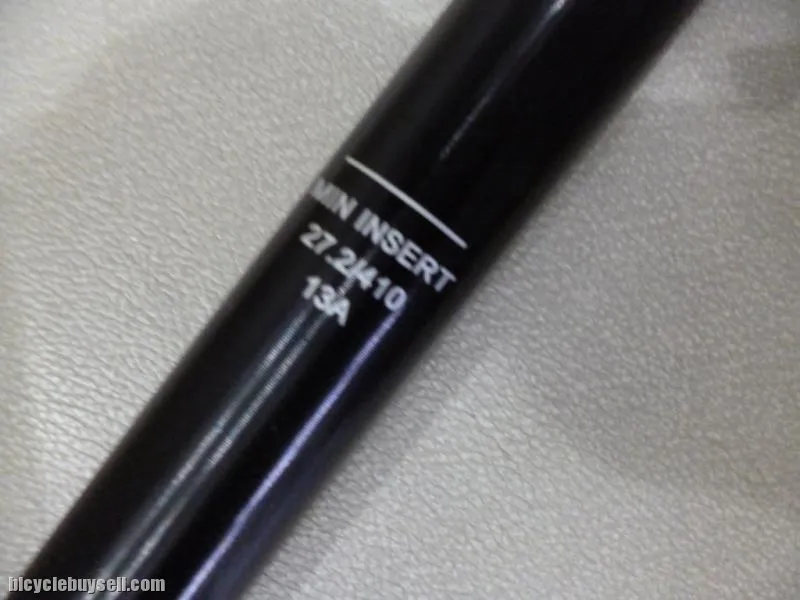 MIN INSERT
27.2/410
13A
bicyclebuysell.com